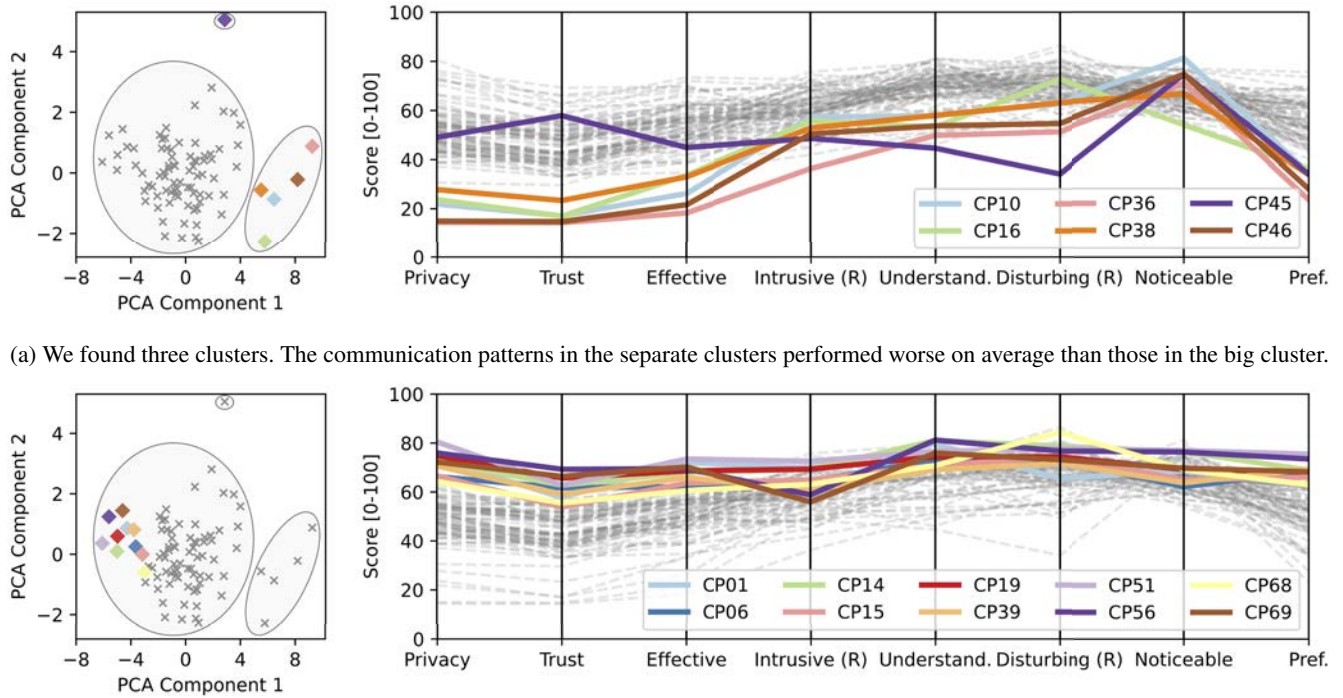 PCA Component 2
4
2
0
−2
−8 −4 0 4 8
PCA Component 1
Score [0-100]
100
80
60
40
20
0
CP10 CP36 CP45
CP16 CP38 CP46
Privacy Trust Effective Intrusive (R) Understand. Disturbing (R) Noticeable Pref.
(a) We found three clusters. The communication patterns in the separate clusters performed worse on average than those in the big cluster.
PCA Component 2
4
2
0
−2
−8 −4 0 4 8
PCA Component 1
Score [0-100]
100
80
60
40
20
0
CP01 CP14 CP19 CP51 CP68
CP06 CP15 CP39 CP56 CP69
Privacy Trust Effective Intrusive (R) Understand. Disturbing (R) Noticeable Pref.